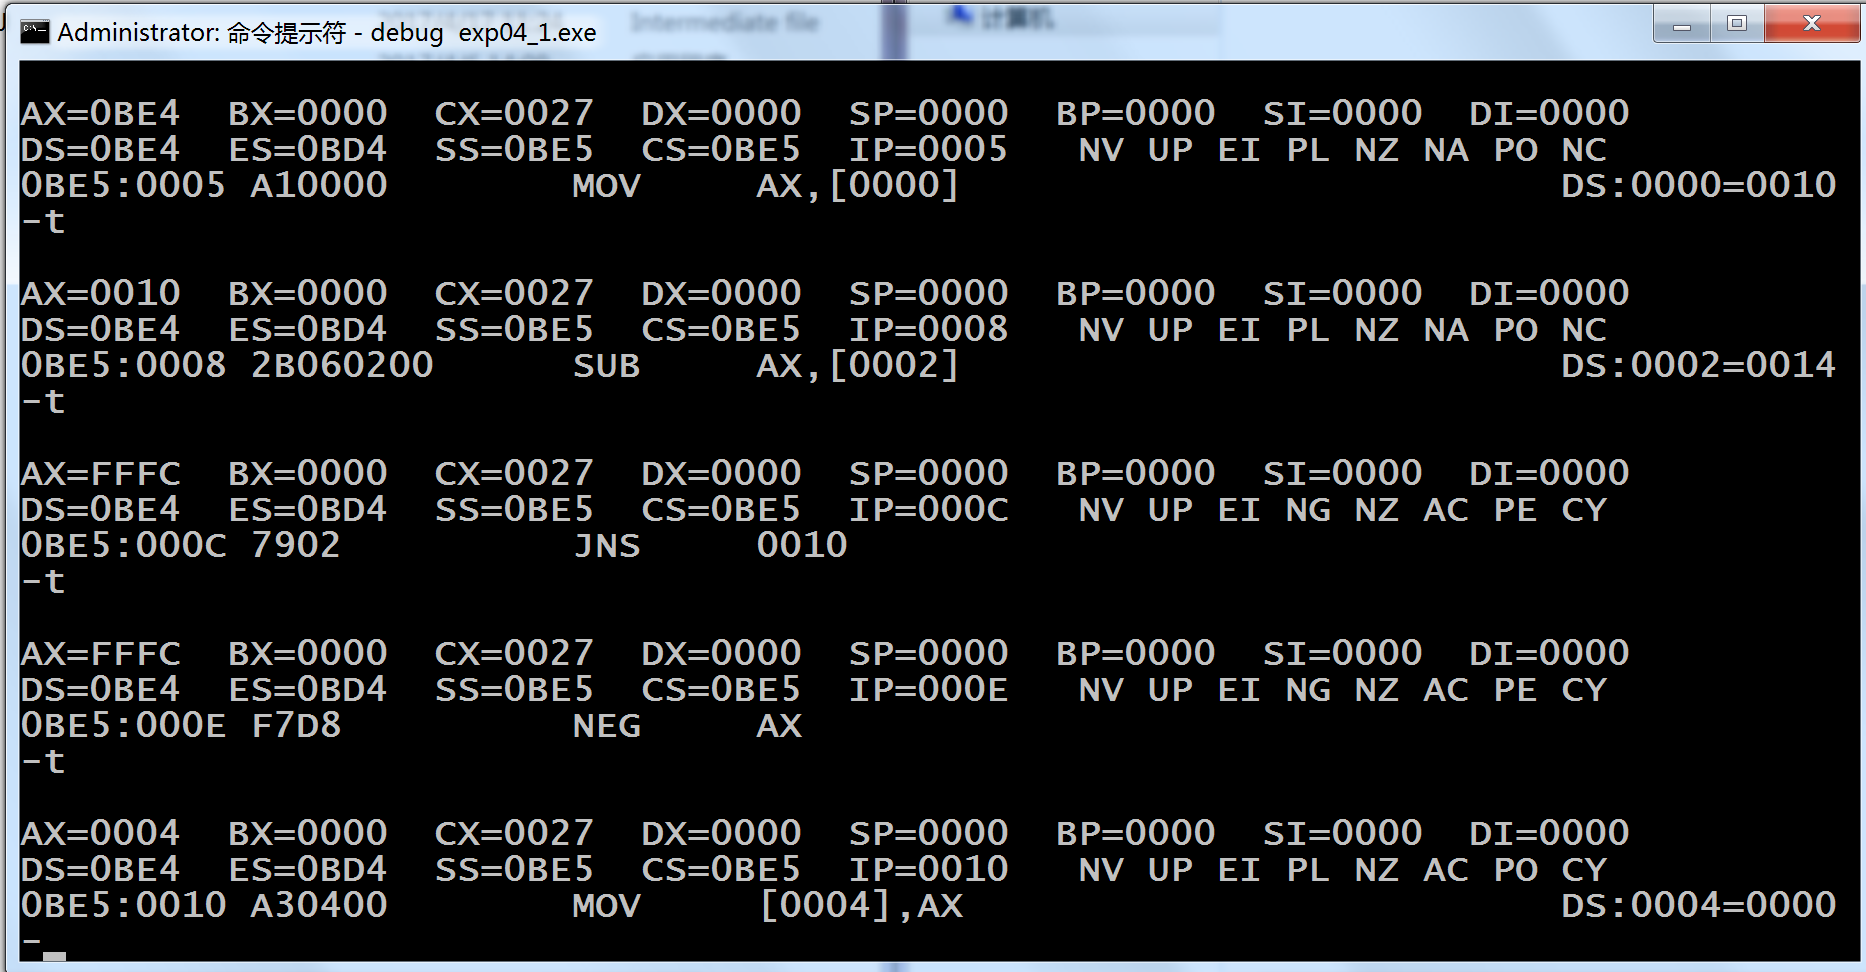 Intermediate file
计算机
Administrator: 命令提示符 - debug  exp04_1.exe
AX=0BE4  BX=0000  CX=0027  DX=0000  SP=0000  BP=0000  SI=0000  DI=0000
DS=0BE4  ES=0BD4  SS=0BE5  CS=0BE5  IP=0005   NV UP EI PL NZ NA PO NC
0BE5:0005 A10000        MOV     AX,[0000]                          DS:0000=0010
-t
AX=0010  BX=0000  CX=0027  DX=0000  SP=0000  BP=0000  SI=0000  DI=0000
DS=0BE4  ES=0BD4  SS=0BE5  CS=0BE5  IP=0008   NV UP EI PL NZ NA PO NC
0BE5:0008 2B060200      SUB     AX,[0002]                          DS:0002=0014
-t
AX=FFFC  BX=0000  CX=0027  DX=0000  SP=0000  BP=0000  SI=0000  DI=0000
DS=0BE4  ES=0BD4  SS=0BE5  CS=0BE5  IP=000C   NV UP EI NG NZ AC PE CY
0BE5:000C 7902          JNS     0010
-t
AX=FFFC  BX=0000  CX=0027  DX=0000  SP=0000  BP=0000  SI=0000  DI=0000
DS=0BE4  ES=0BD4  SS=0BE5  CS=0BE5  IP=000E   NV UP EI NG NZ AC PE CY
0BE5:000E F7D8          NEG     AX
-t
AX=0004  BX=0000  CX=0027  DX=0000  SP=0000  BP=0000  SI=0000  DI=0000
DS=0BE4  ES=0BD4  SS=0BE5  CS=0BE5  IP=0010   NV UP EI PL NZ AC PO CY
0BE5:0010 A30400        MOV     [0004],AX                          DS:0004=0000
-